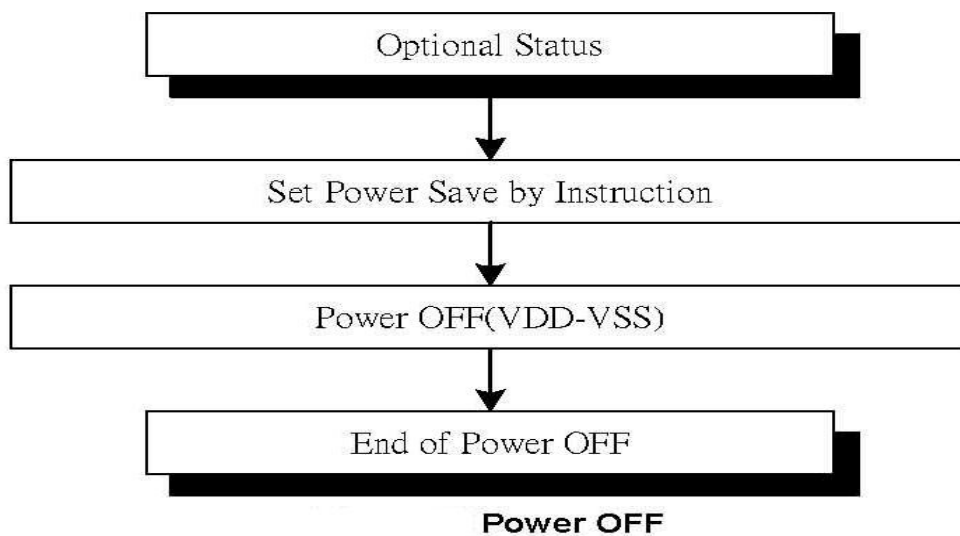 Optional Status
Set Power Save by Instruction
Power OFF(VDD-VSS)
End of Power OFF
Power OFF